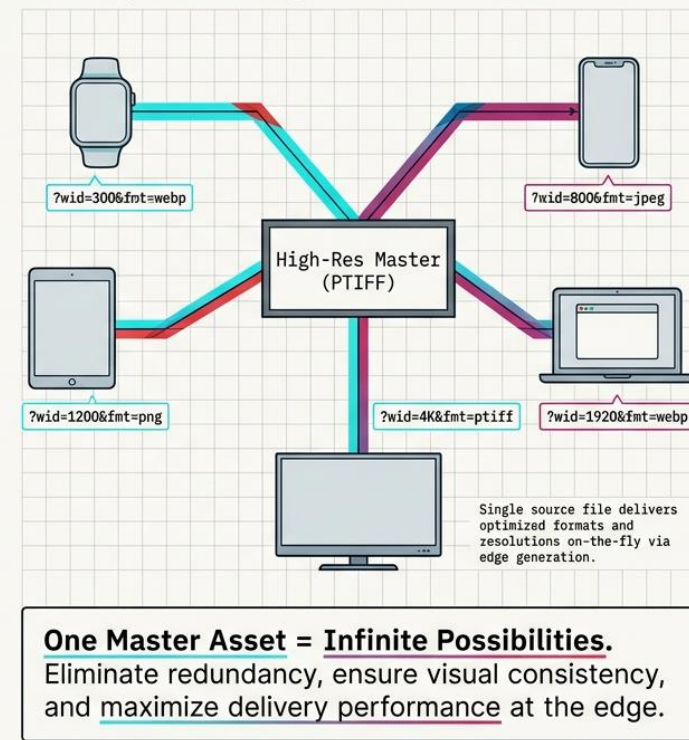 ?wid=300&fmt=webp
?wid=800&fmt=jpeg
High-Res Master
(PTIFF)
?wid=1200&fmt=png
?wid=4K&fmt=ptiff
?wid=1920&fmt=webp
Single source file delivers
optimized formats and
resolutions on-the-fly via
edge generation.
One Master Asset = Infinite Possibilities.
Eliminate redundancy, ensure visual consistency,
and maximize delivery performance at the edge.